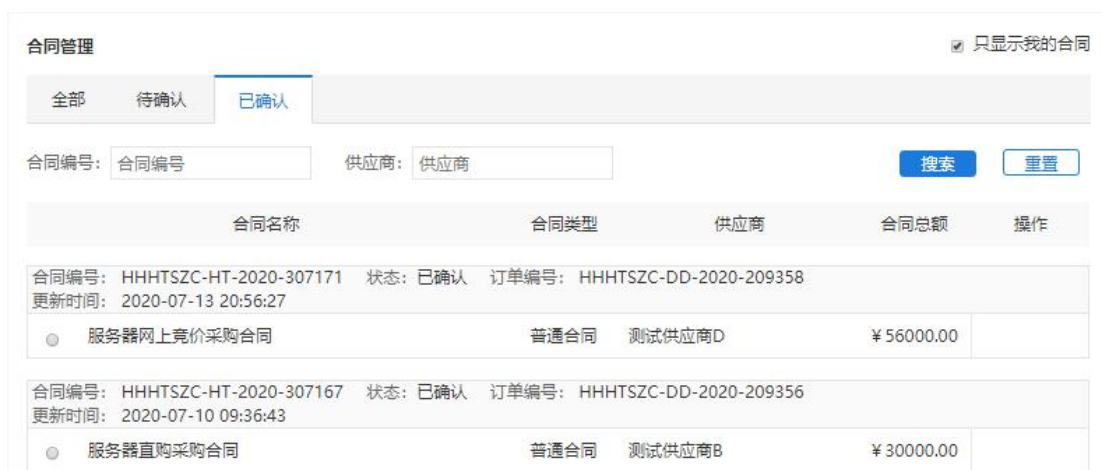 合同管理 只显示我的合同
全部 待确认 已确认
合同编号: 合同编号 供应商: 供应商 搜索 重置
合同名称 合同类型 供应商 合同总额 操作
合同编号: HHHTSZC-HT-2020-307171 状态: 已确认 订单编号: HHHTSZC-DD-2020-209358
更新时间: 2020-07-13 20:56:27
服务器网上竞价采购合同 普通合同 测试供应商D ¥56000.00
合同编号: HHHTSZC-HT-2020-307167 状态: 已确认 订单编号: HHHTSZC-DD-2020-209356
更新时间: 2020-07-10 09:36:43
服务器直购采购合同 普通合同 测试供应商B ¥30000.00